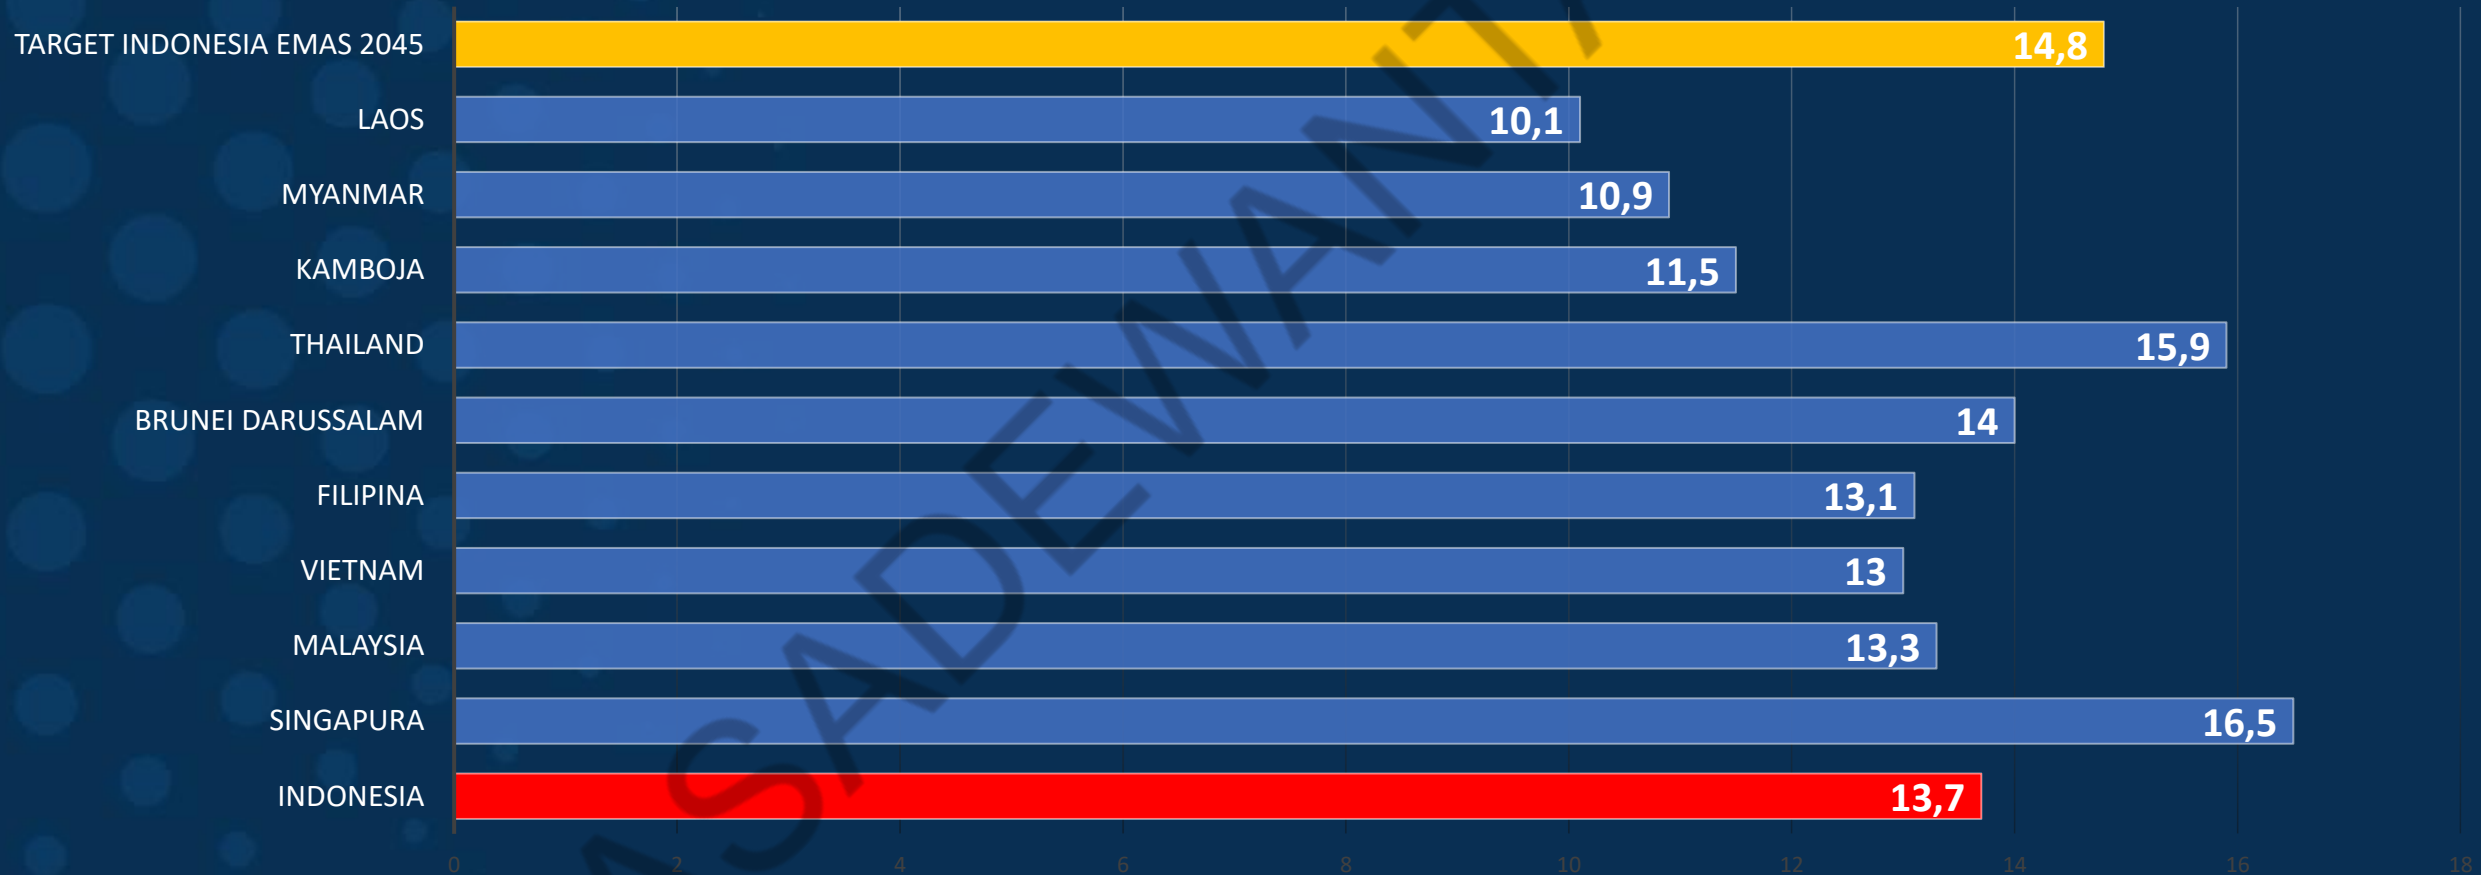 TARGET INDONESIA EMAS 2045 14,8
LAOS 10,1
MYANMAR 10,9
KAMBOJA 11,5
THAILAND 15,9
BRUNEI DARUSSALAM 14
FILIPINA 13,1
VIETNAM 13
MALAYSIA 13,3
SINGAPURA 16,5
INDONESIA 13,7
0 2 4 6 8 10 12 14 16 18